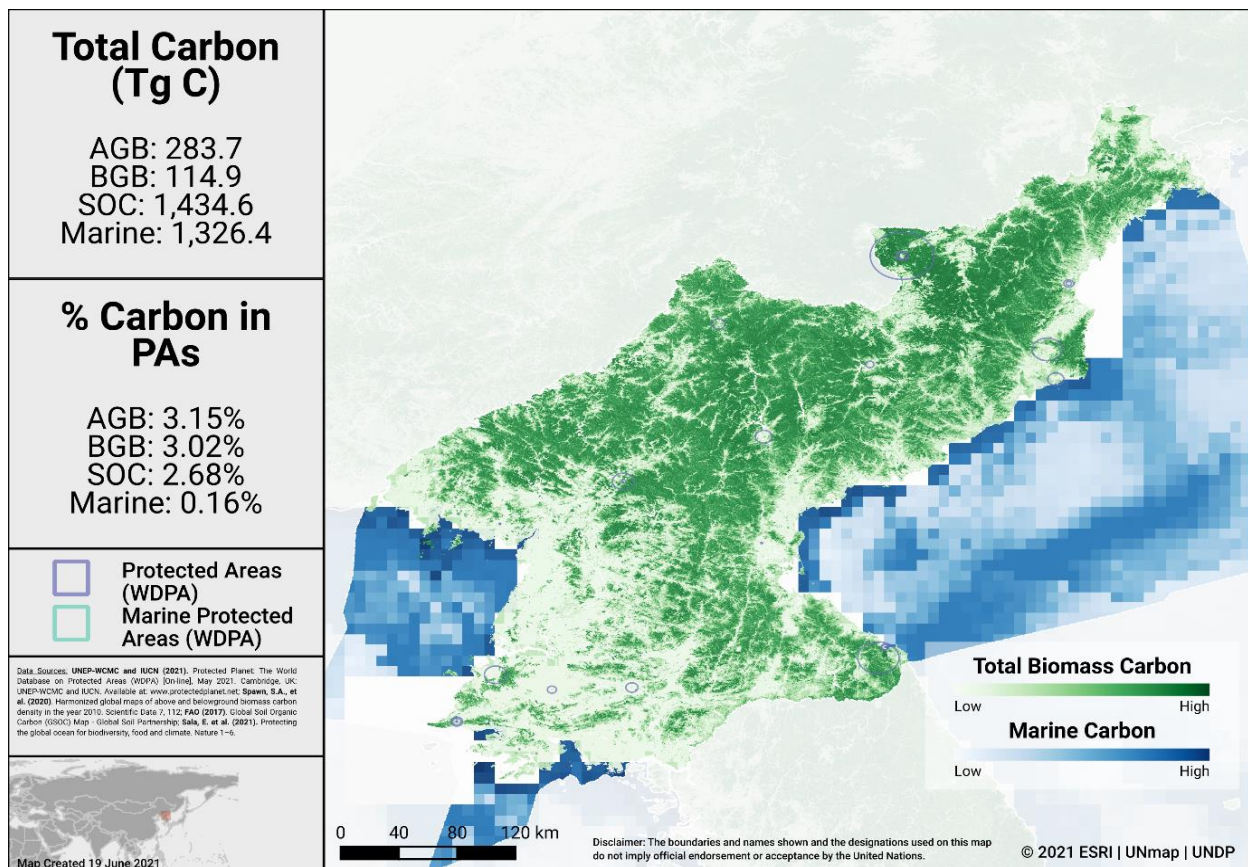 Total Carbon
(Tg C)
AGB: 283.7
BGB: 114.9
SOC: 1,434.6
Marine: 1,326.4
% Carbon in
PAs
AGB: 3.15%
BGB: 3.02%
SOC: 2.68%
Marine: 0.16%
Protected Areas
(WDPA)
Marine Protected
Areas (WDPA)
Data Sources: UNEP-WCMC and IUCN (2021). Protected Planet: The World
Database on Protected Areas (WDPA) [On-line], May 2021. Cambridge, UK:
UNEP-WCMC and IUCN. Available at: www.protectedplanet.net; Spawn, S.A., et
al. (2020). Harmonized global maps of above and belowground biomass carbon
density in the year 2010. Scientific Data 7, 112; FAO (2017). Global Soil Organic
Carbon (GSOC) Map - Global Soil Partnership; Sala, E. et al. (2021). Protecting
the global ocean for biodiversity, food and climate. Nature 1–6.
Map Created 19 June 2021
0 40 80 120 km
Disclaimer: The boundaries and names shown and the designations used on this map
do not imply official endorsement or acceptance by the United Nations.
Total Biomass Carbon
Low High
Marine Carbon
Low High
© 2021 ESRI | UNmap | UNDP